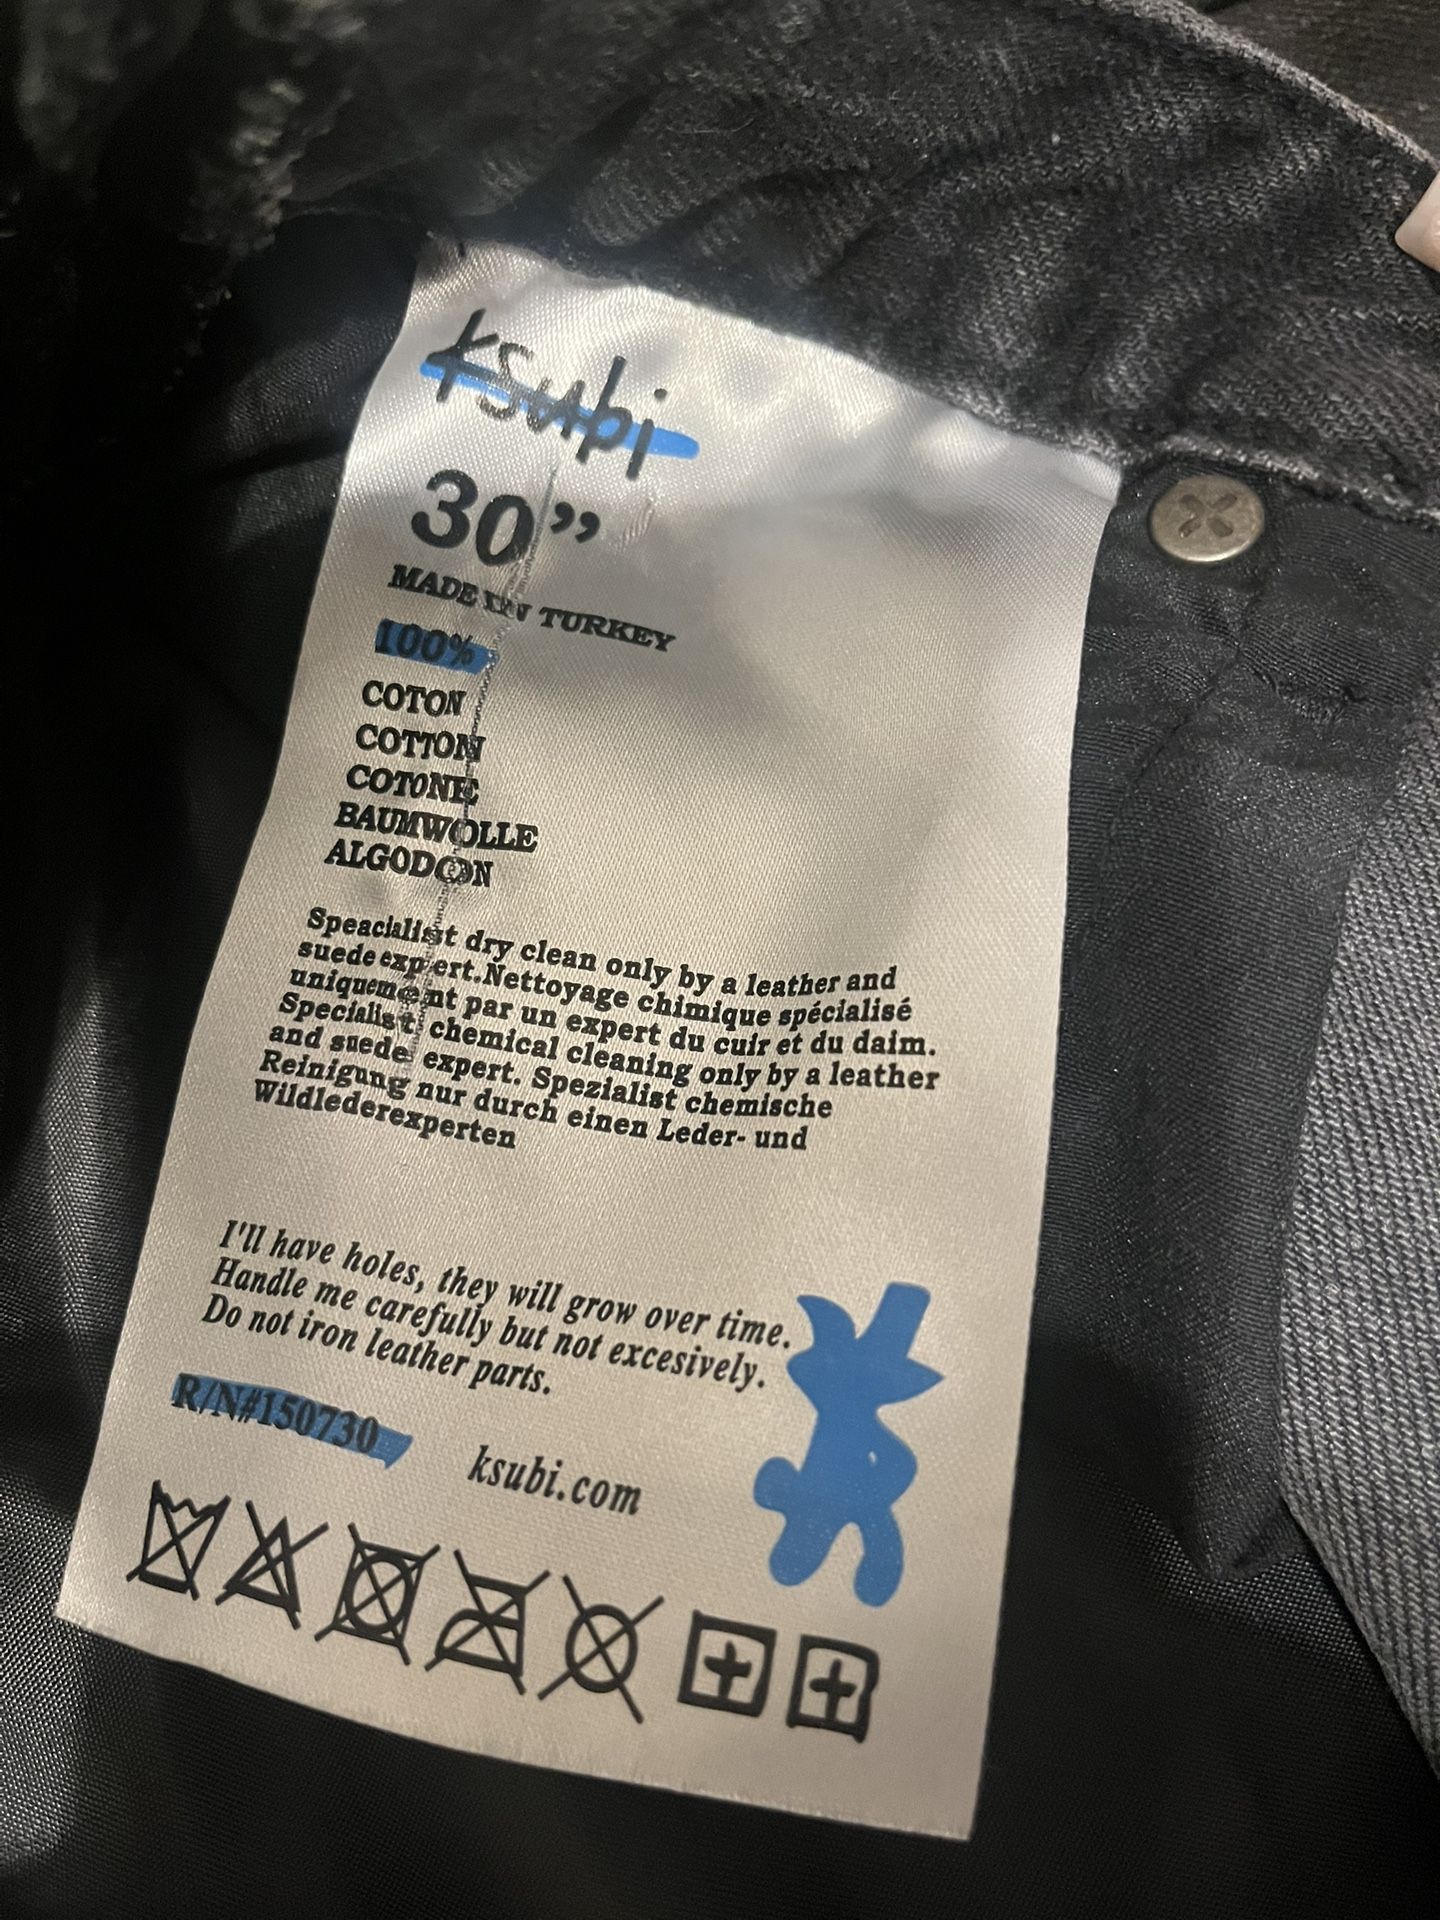 ksubi
30”
MADE IN TURKEY
100%
COTON
COTTON
COTONE
BAUMWOLLE
ALGODON
Speacialist dry clean only by a leather and
suede expert.Nettoyage chimique spécialisé
uniquement par un expert du cuir et du daim.
Specialist chemical cleaning only by a leather
and suede expert. Spezialist chemische
Reinigung nur durch einen Leder- und
Wildlederexperten
I'll have holes, they will grow over time.
Handle me carefully but not excesively.
Do not iron leather parts.
R/N#150730
ksubi.com